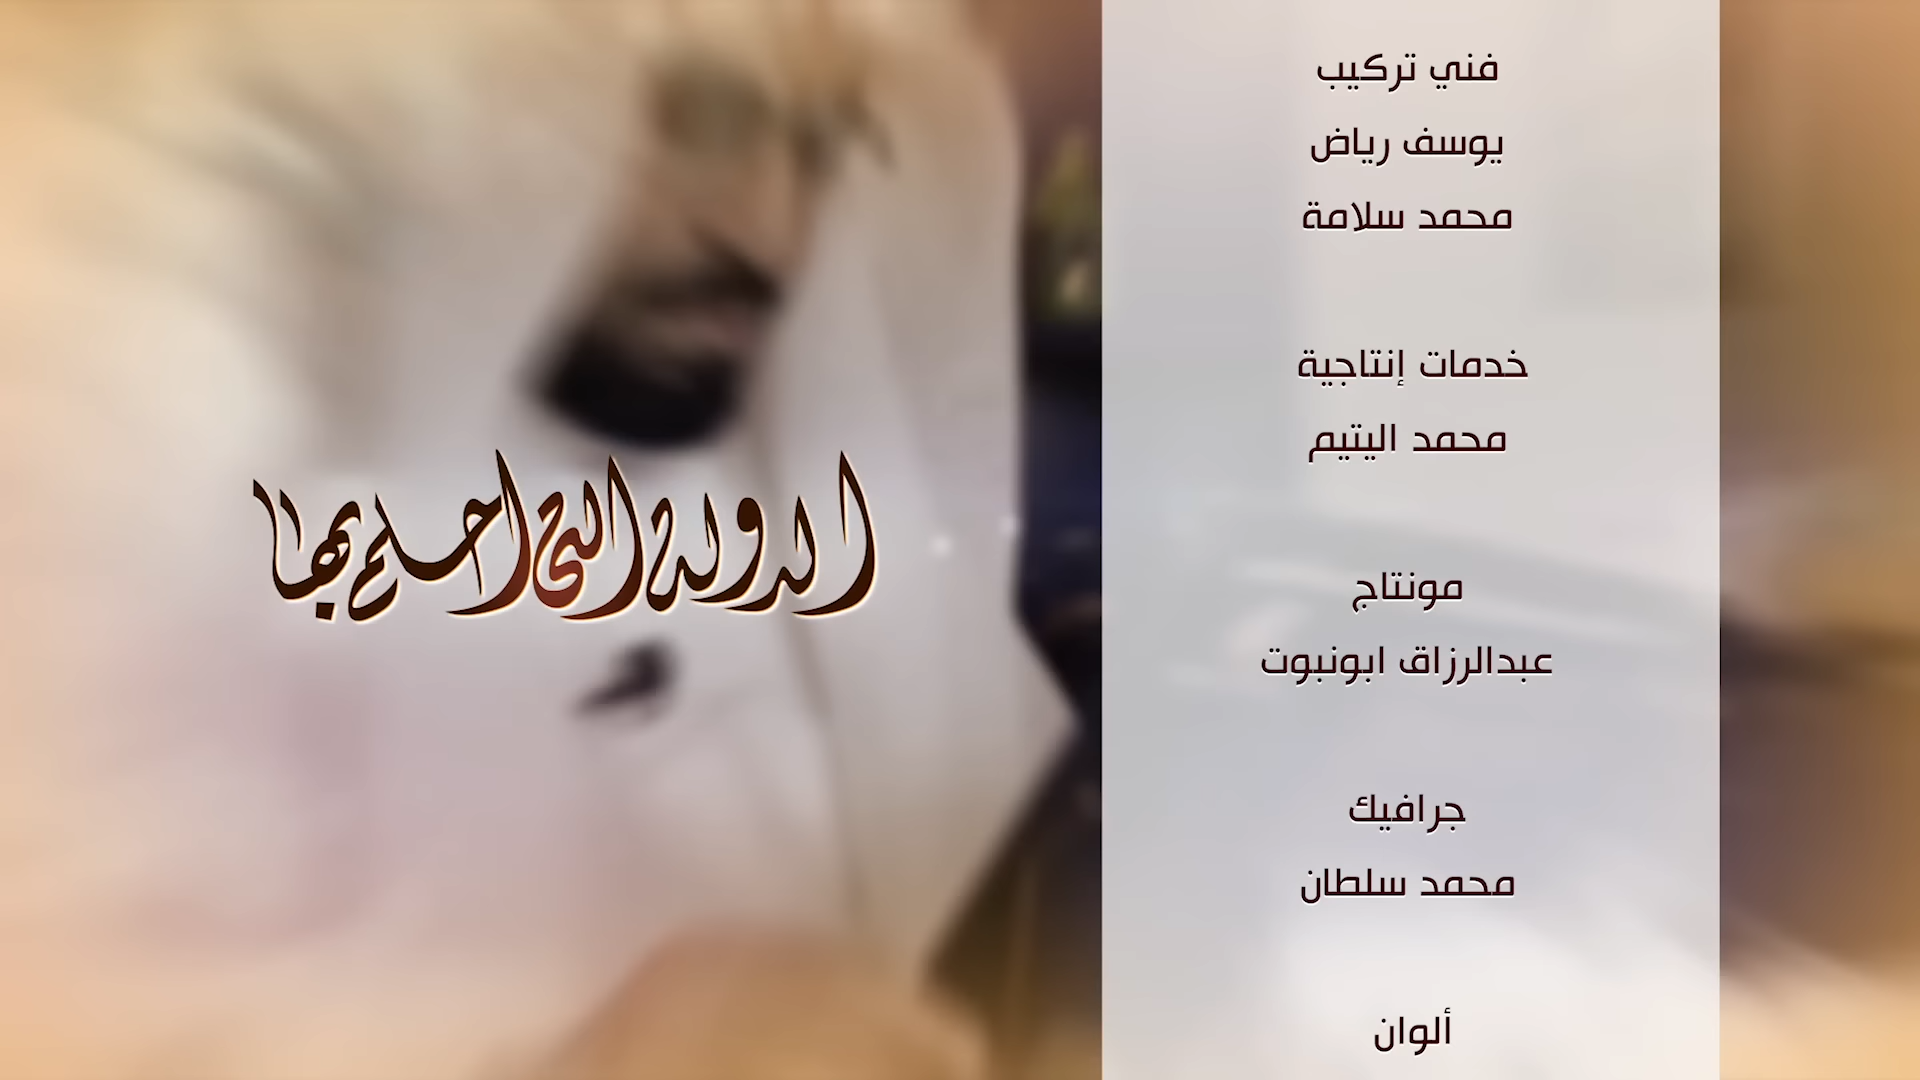 الدولة التي احلم بها
فني تركيب
يوسف رياض
محمد سلامة
خدمات إنتاجية
محمد اليتيم
مونتاج
عبدالرزاق ابونبوت
جرافيك
محمد سلطان
ألوان